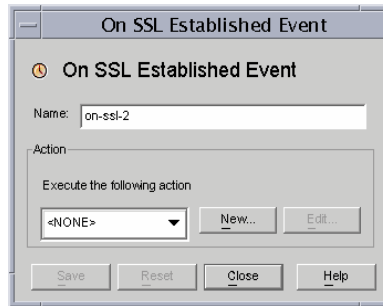 On SSL Established Event
On SSL Established Event
Name: on-ssl-2
Action
Execute the following action
<NONE> New... Edit...
Save Reset Close Help